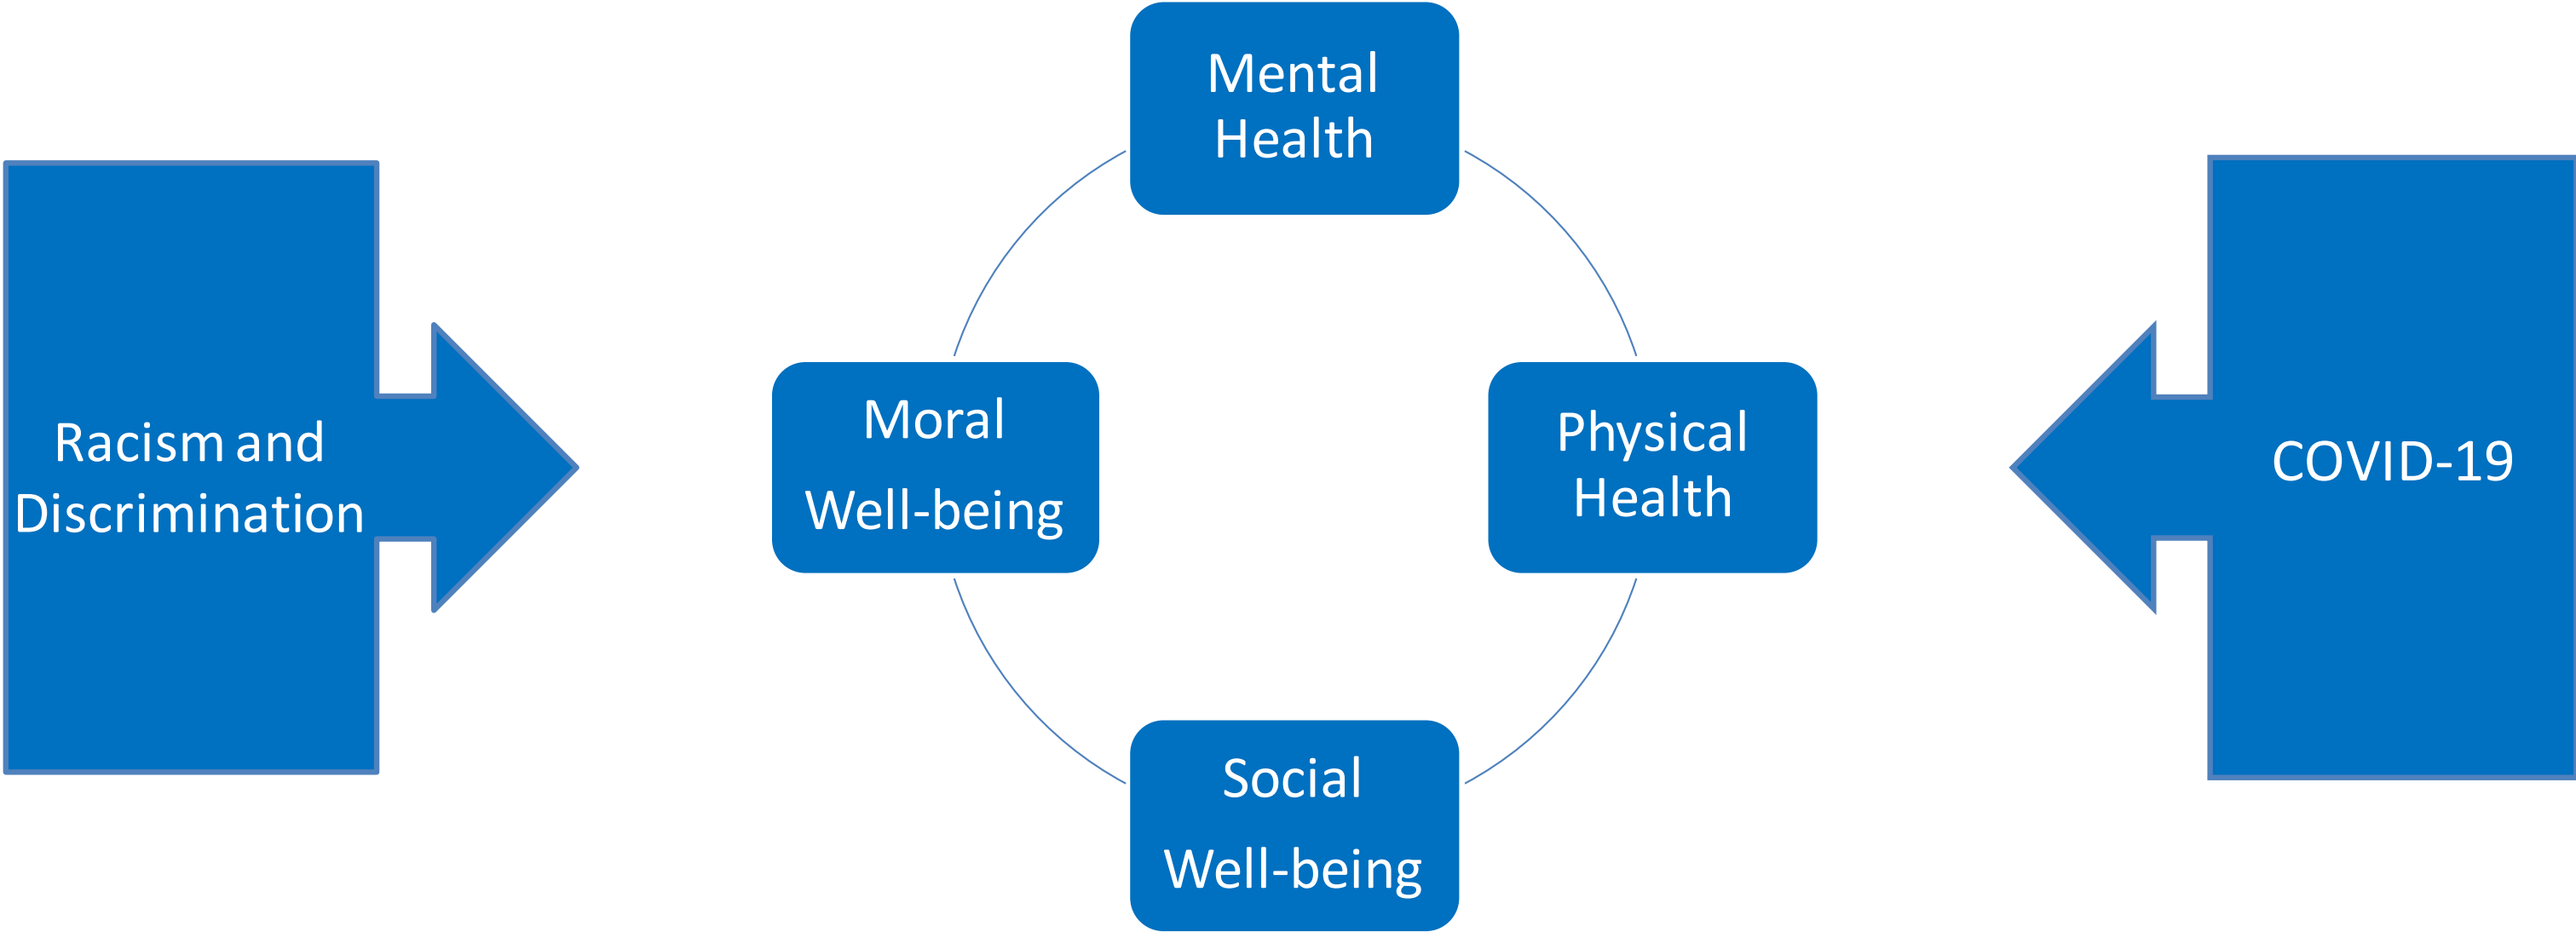 Mental
Health
Racism and
Discrimination
Moral
Well-being
Physical
Health
COVID-19
Social
Well-being